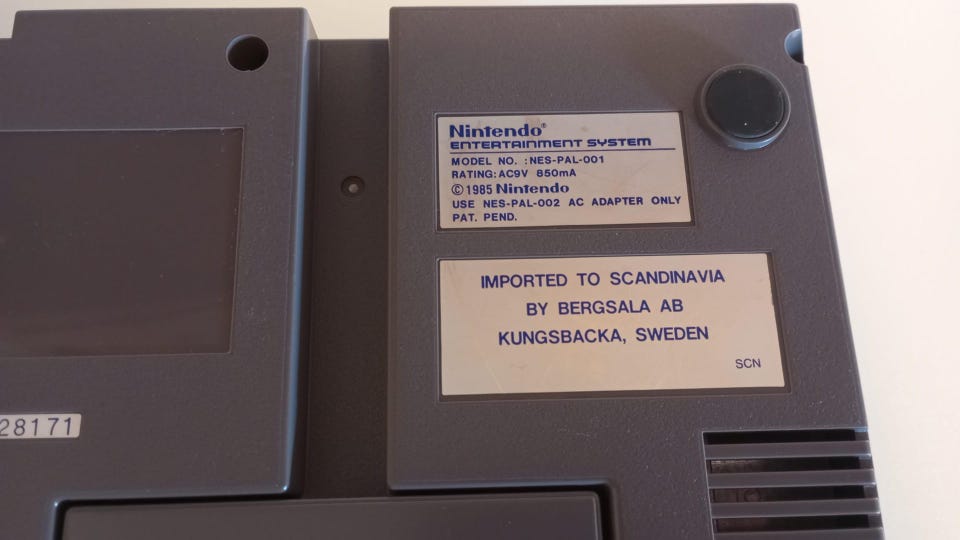 Nintendo®
ENTERTAINMENT SYSTEM
MODEL NO. :NES-PAL-001
RATING:AC9V 850mA
© 1985 Nintendo
USE NES-PAL-002 AC ADAPTER ONLY
PAT. PEND.
IMPORTED TO SCANDINAVIA
BY BERGSALA AB
KUNGSBACKA, SWEDEN
SCN
28171